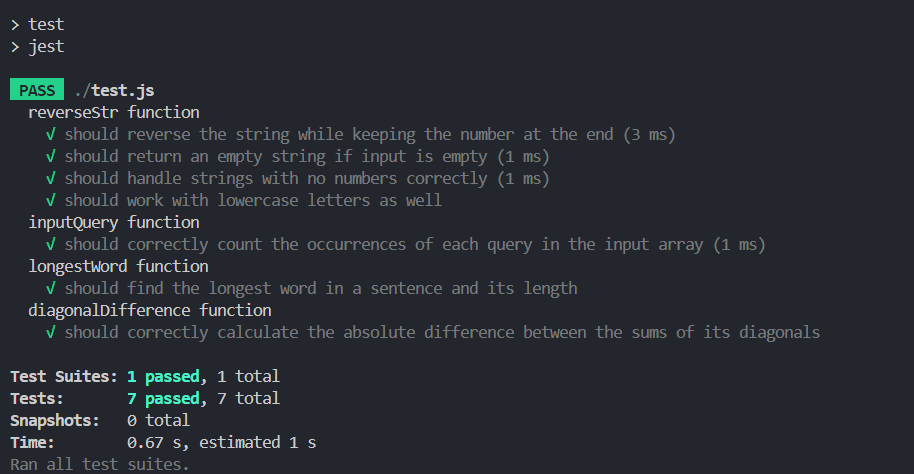 > test
> jest
PASS ./test.js
reverseStr function
√ should reverse the string while keeping the number at the end (3 ms)
√ should return an empty string if input is empty (1 ms)
√ should handle strings with no numbers correctly (1 ms)
√ should work with lowercase letters as well
inputQuery function
√ should correctly count the occurrences of each query in the input array (1 ms)
longestWord function
√ should find the longest word in a sentence and its length
diagonalDifference function
√ should correctly calculate the absolute difference between the sums of its diagonals
Test Suites: 1 passed, 1 total
Tests: 7 passed, 7 total
Snapshots: 0 total
Time: 0.67 s, estimated 1 s
Ran all test suites.